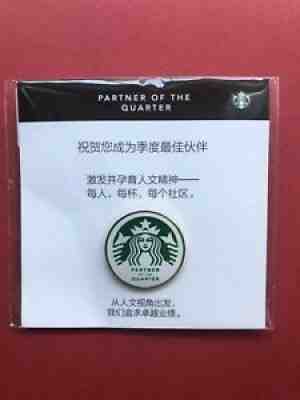 PARTNER OF THE
QUARTER
祝贺您成为季度最佳伙伴
激发并孕育人文精神——
每人、每杯、每个社区。
PARTNER
OF THE
QUARTER
从人文视角出发,
我们追求卓越业绩。